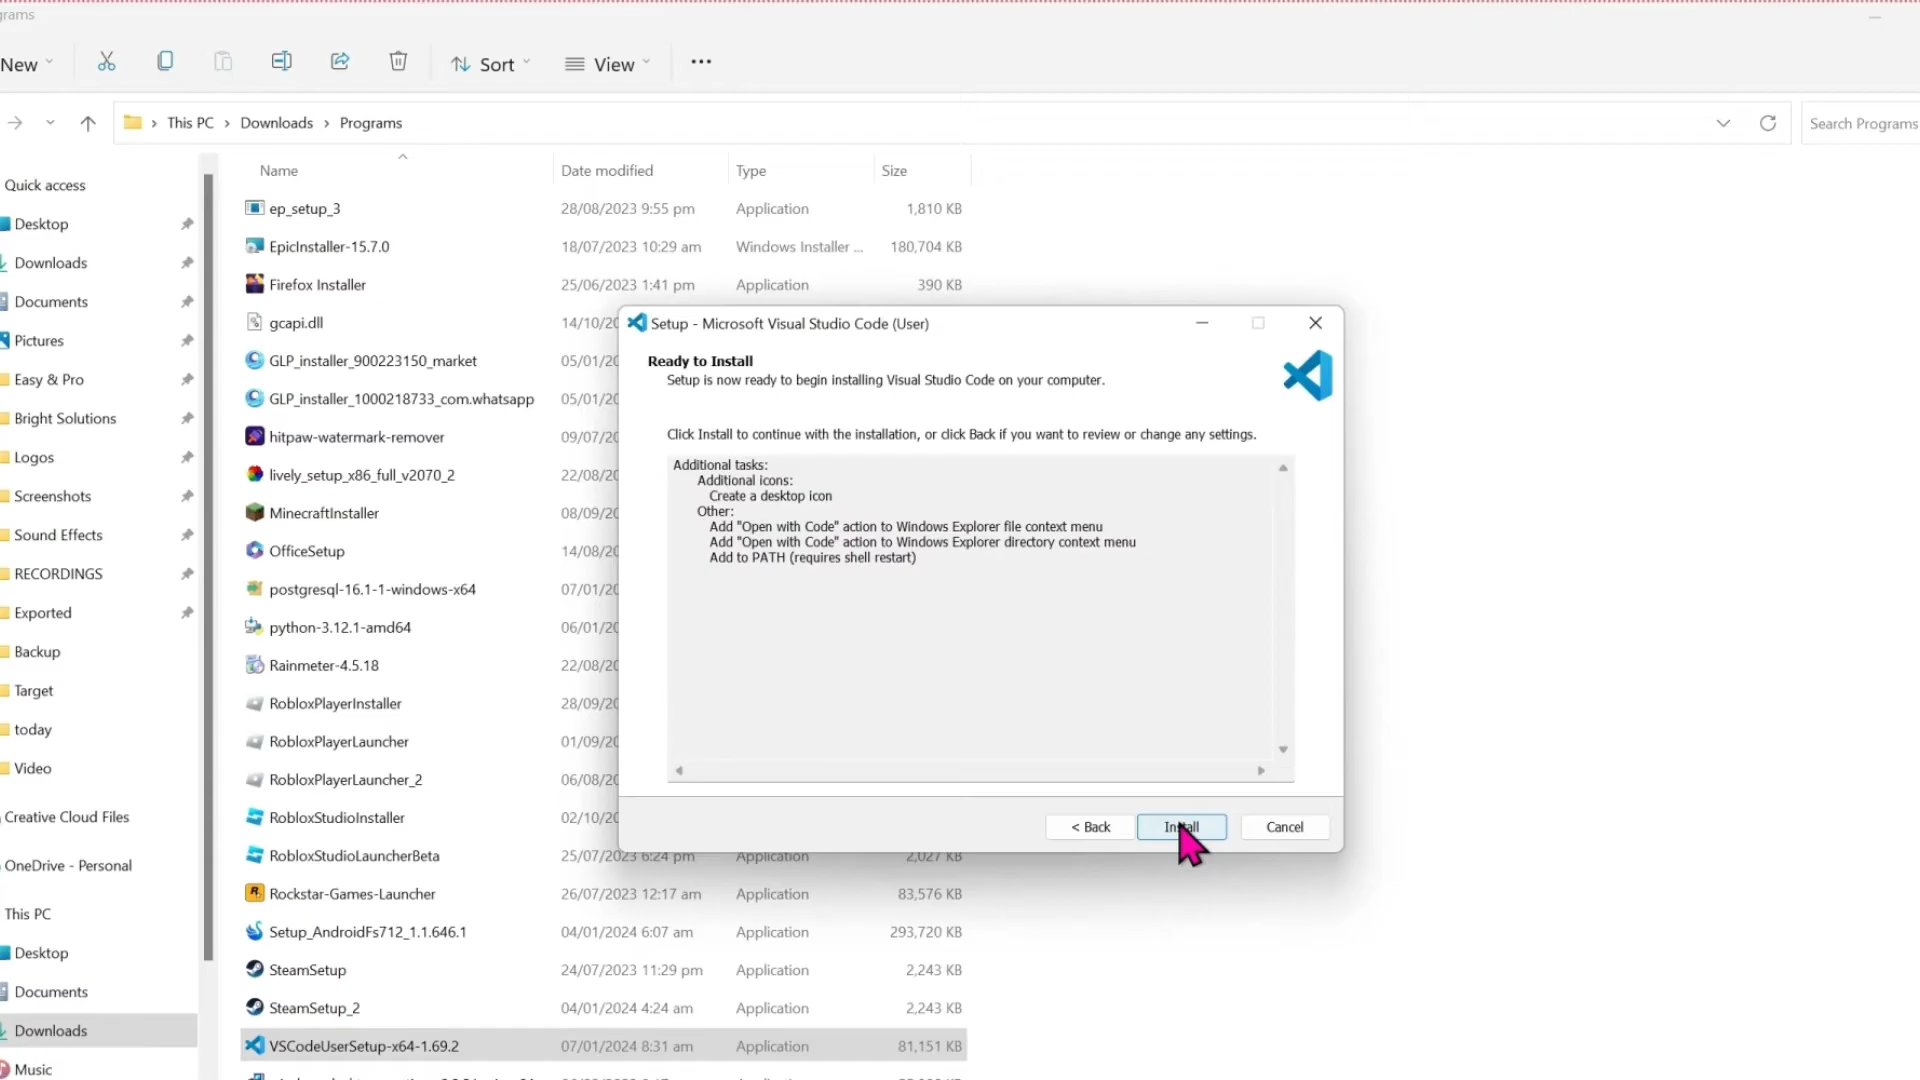 grams
New
Sort
View
This PC > Downloads > Programs
Search Programs
Quick access
Desktop
Downloads
Documents
Pictures
Easy & Pro
Bright Solutions
Logos
Screenshots
Sound Effects
RECORDINGS
Exported
Backup
Target
today
Video
Creative Cloud Files
OneDrive - Personal
This PC
Desktop
Documents
Downloads
Music
Name Date modified Type Size
ep_setup_3 28/08/2023 9:55 pm Application 1,810 KB
EpicInstaller-15.7.0 18/07/2023 10:29 am Windows Installer ... 180,704 KB
Firefox Installer 25/06/2023 1:41 pm Application 390 KB
gcapi.dll 14/10/20
GLP_installer_900223150_market 05/01/20
GLP_installer_1000218733_com.whatsapp 05/01/20
hitpaw-watermark-remover 09/07/20
lively_setup_x86_full_v2070_2 22/08/20
MinecraftInstaller 08/09/20
OfficeSetup 14/08/20
postgresql-16.1-1-windows-x64 07/01/20
python-3.12.1-amd64 06/01/20
Rainmeter-4.5.18 22/08/20
RobloxPlayerInstaller 28/09/20
RobloxPlayerLauncher 01/09/20
RobloxPlayerLauncher_2 06/08/20
RobloxStudioInstaller 02/10/20
RobloxStudioLauncherBeta 25/07/2023 6:24 pm Application 2,027 KB
Rockstar-Games-Launcher 26/07/2023 12:17 am Application 83,576 KB
Setup_AndroidFs712_1.1.646.1 04/01/2024 6:07 am Application 293,720 KB
SteamSetup 24/07/2023 11:29 pm Application 2,243 KB
SteamSetup_2 04/01/2024 4:24 am Application 2,243 KB
VSCodeUserSetup-x64-1.69.2 07/01/2024 8:31 am Application 81,151 KB
Setup - Microsoft Visual Studio Code (User)
Ready to Install
Setup is now ready to begin installing Visual Studio Code on your computer.
Click Install to continue with the installation, or click Back if you want to review or change any settings.
Additional tasks:
Additional icons:
Create a desktop icon
Other:
Add "Open with Code" action to Windows Explorer file context menu
Add "Open with Code" action to Windows Explorer directory context menu
Add to PATH (requires shell restart)
< Back Install Cancel